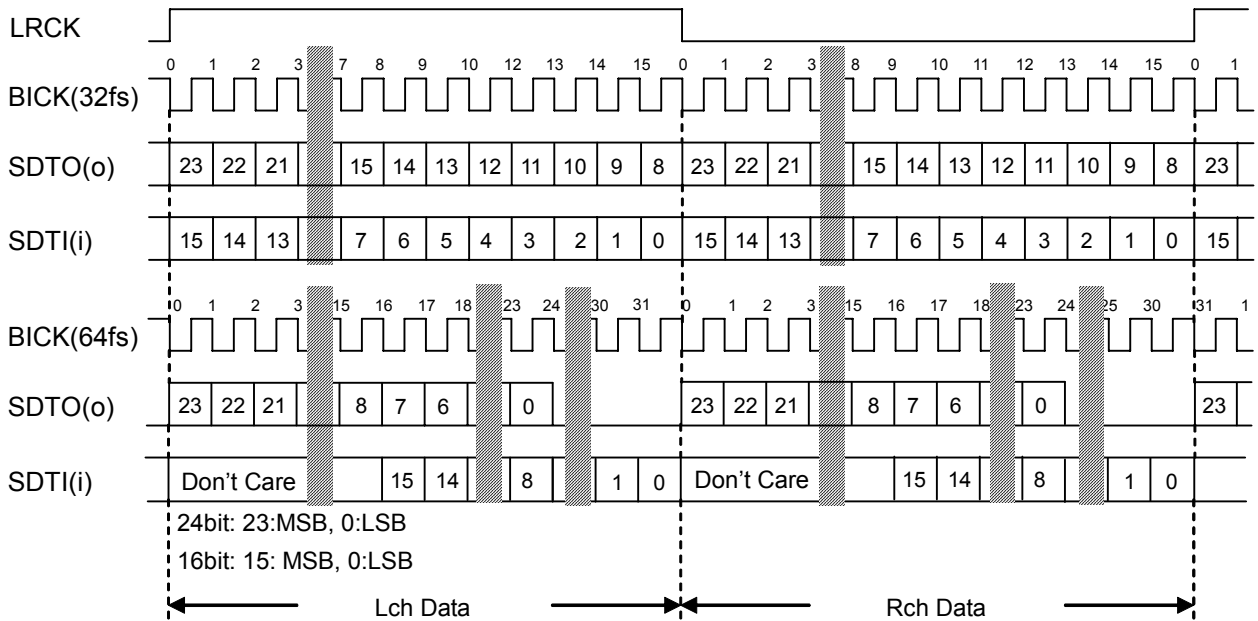 LRCK
0 1 2 3 7 8 9 10 11 12 13 14 15 0 1 2 3 8 9 10 11 12 13 14 15 0 1
BICK(32fs)
SDTO(o) 23 22 21 15 14 13 12 11 10 9 8 23 22 21 15 14 13 12 11 10 9 8 23
SDTI(i) 15 14 13 7 6 5 4 3 2 1 0 15 14 13 7 6 5 4 3 2 1 0 15
0 1 2 3 15 16 17 18 23 24 30 31 0 1 2 3 15 16 17 18 23 24 25 30 31 1
BICK(64fs)
SDTO(o) 23 22 21 8 7 6 0 23 22 21 8 7 6 0 23
SDTI(i) Don't Care 15 14 8 1 0 Don't Care 15 14 8 1 0
24bit: 23:MSB, 0:LSB
16bit: 15: MSB, 0:LSB
Lch Data Rch Data